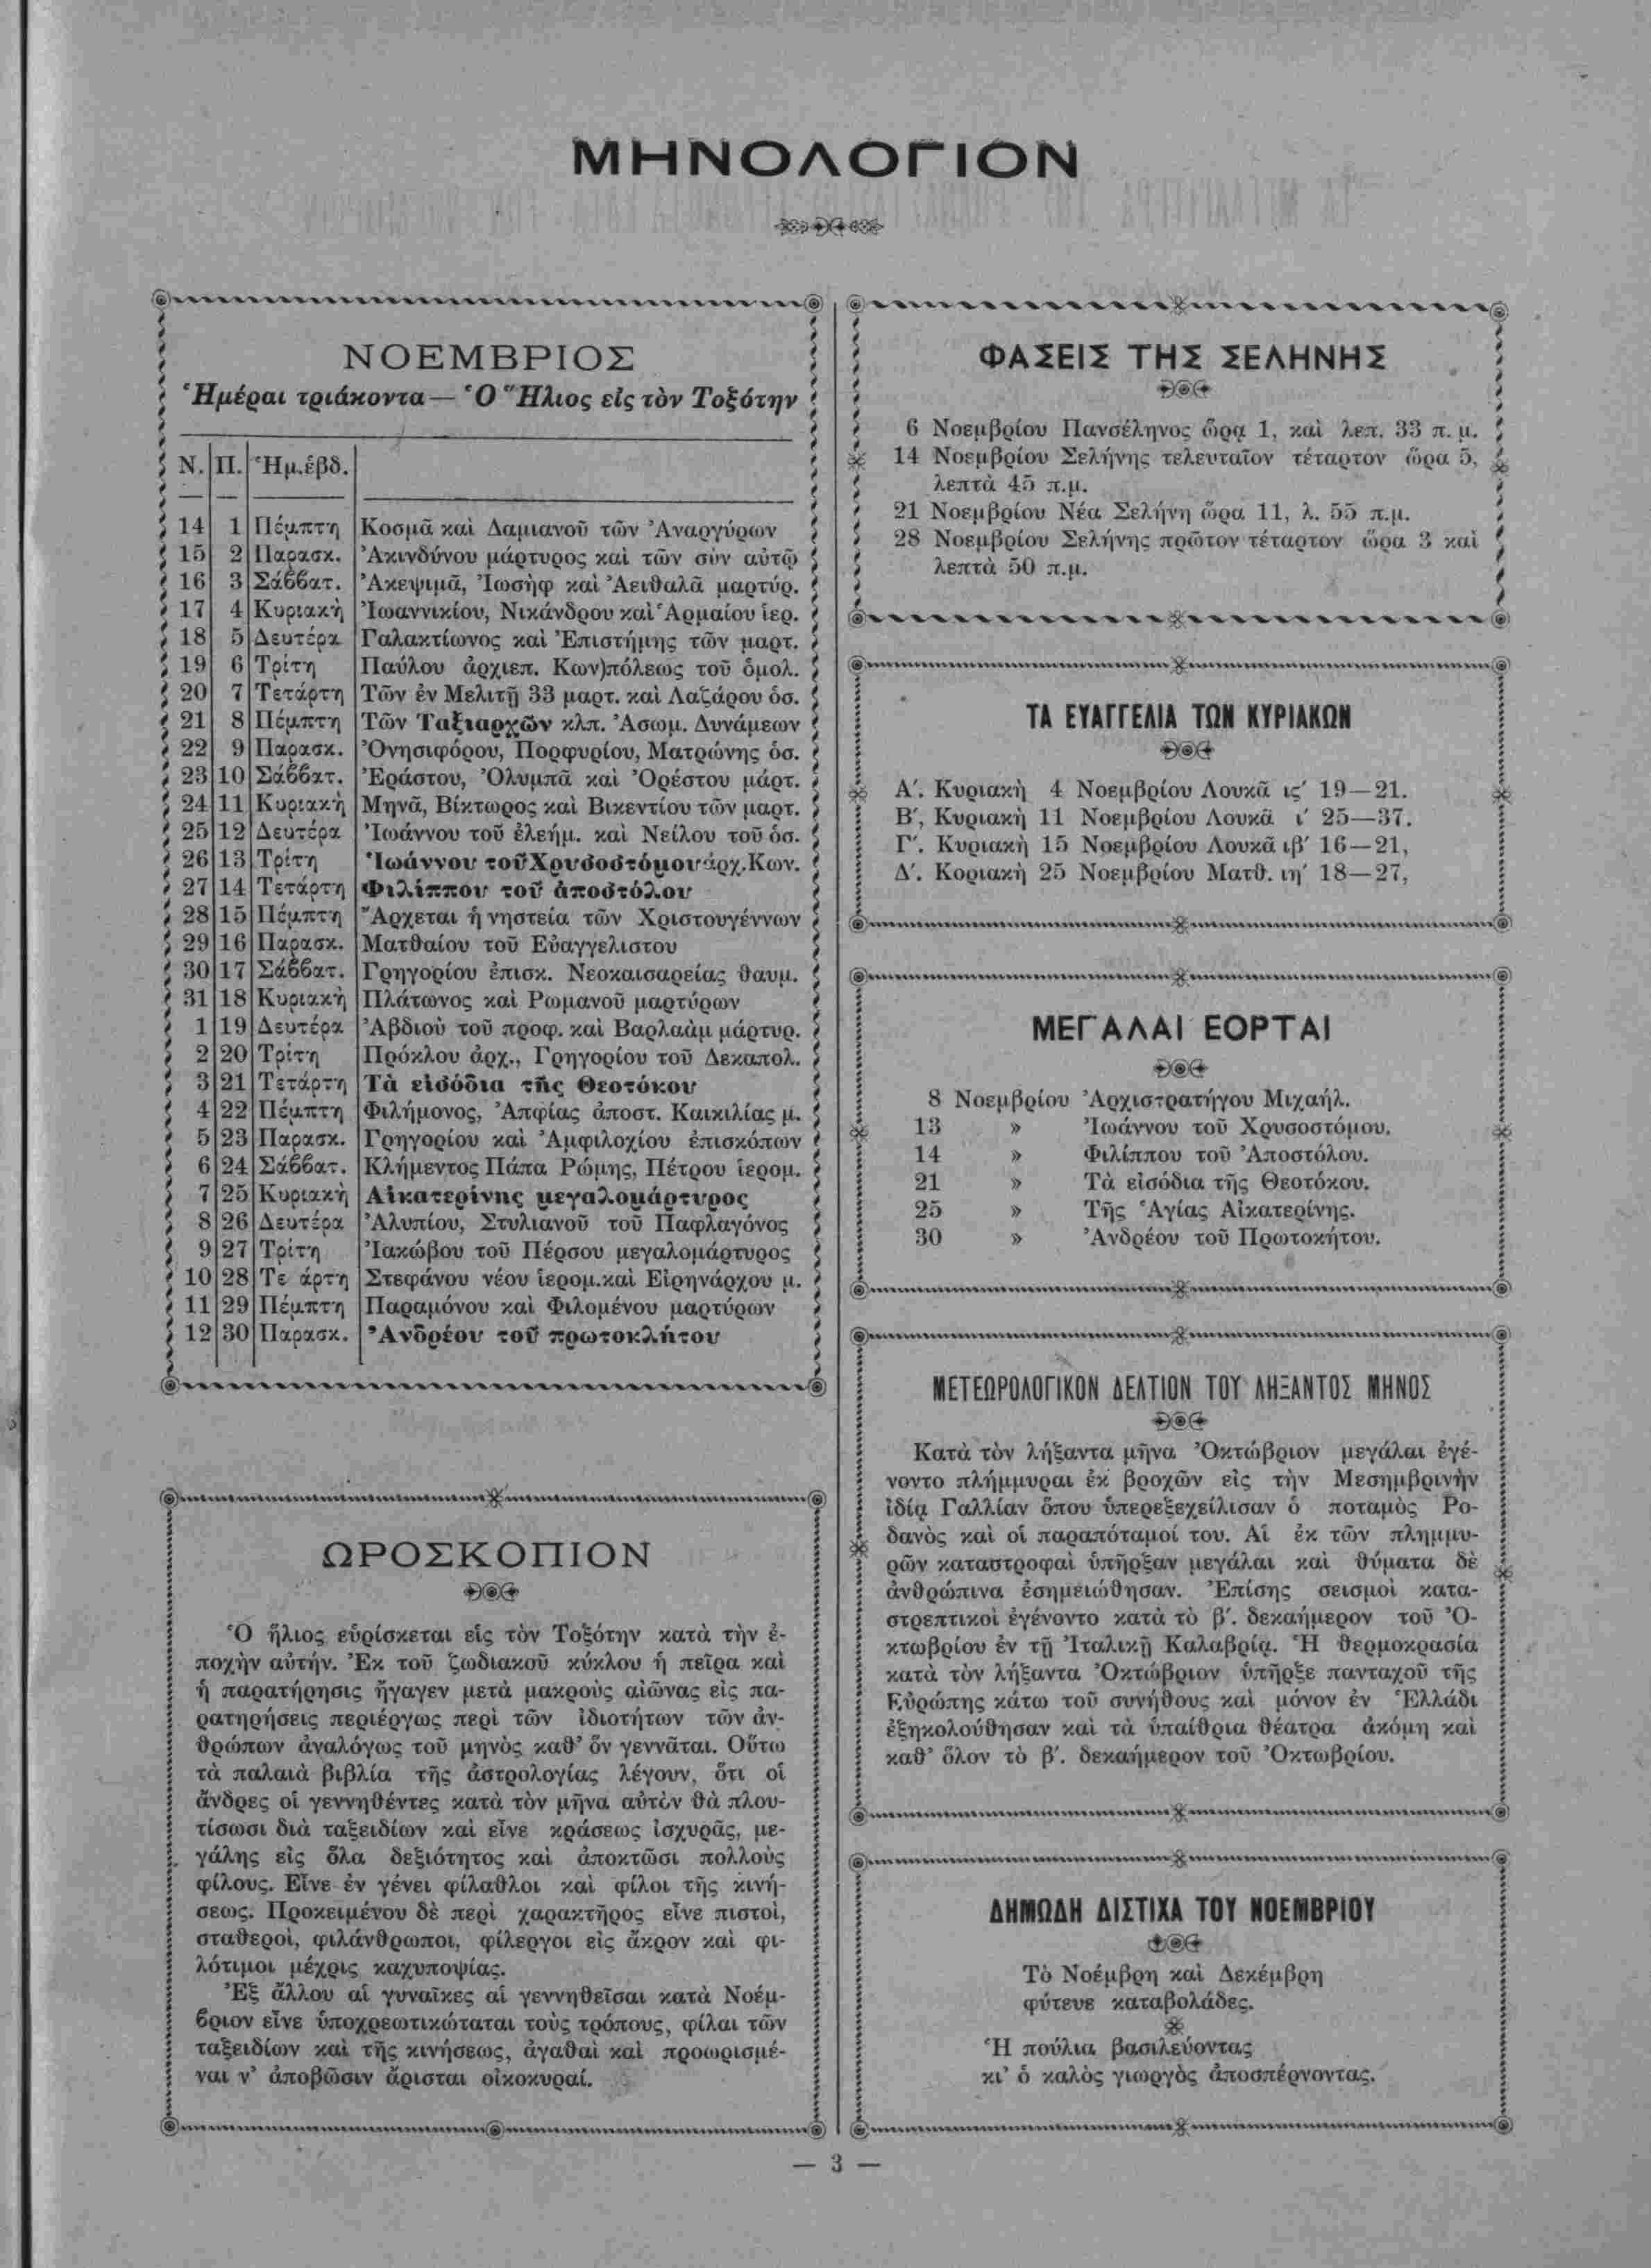 ΜΗΝΟΛΟΓΙΟΝ
ΝΟΕΜΒΡΙΟΣ
Ἡμέραι τριάκοντα — Ὁ Ἥλιος εἰς τὸν Τοξότην
Ν. Π. Ἡμ.ἑβδ.
14 1 Πέμπτη Κοσμᾶ καὶ Δαμιανοῦ τῶν Ἀναργύρων
15 2 Παρασκ. Ἀκινδύνου μάρτυρος καὶ τῶν σὺν αὐτῷ
16 3 Σάββατ. Ἀκεψιμᾶ, Ἰωσὴφ καὶ Ἀειθαλᾶ μαρτύρ.
17 4 Κυριακὴ Ἰωαννικίου, Νικάνδρου καὶ Ἁρμαίου ἱερ.
18 5 Δευτέρα Γαλακτίωνος καὶ Ἐπιστήμης τῶν μαρτ.
19 6 Τρίτη Παύλου ἀρχιεπ. Κων)πόλεως τοῦ ὁμολ.
20 7 Τετάρτη Τῶν ἐν Μελιτῇ 33 μαρτ. καὶ Λαζάρου ὁσ.
21 8 Πέμπτη Τῶν Ταξιαρχῶν κλπ. Ἀσωμ. Δυνάμεων
22 9 Παρασκ. Ὀνησιφόρου, Πορφυρίου, Ματρώνης ὁσ.
23 10 Σάββατ. Ἐράστου, Ὀλυμπᾶ καὶ Ὀρέστου μάρτ.
24 11 Κυριακὴ Μηνᾶ, Βίκτωρος καὶ Βικεντίου τῶν μαρτ.
25 12 Δευτέρα Ἰωάννου τοῦ ἐλεήμ. καὶ Νείλου τοῦ ὁσ.
26 13 Τρίτη Ἰωάννου τοῦ Χρυσοστόμου ἀρχ. Κων.
27 14 Τετάρτη Φιλίππου τοῦ ἀποστόλου
28 15 Πέμπτη Ἄρχεται ἡ νηστεία τῶν Χριστουγέννων
29 16 Παρασκ. Ματθαίου τοῦ Εὐαγγελιστου
30 17 Σάββατ. Γρηγορίου ἐπισκ. Νεοκαισαρείας θαυμ.
31 18 Κυριακὴ Πλάτωνος καὶ Ρωμανοῦ μαρτύρων
1 19 Δευτέρα Ἀβδιοὺ τοῦ προφ. καὶ Βαρλαὰμ μάρτυρ.
2 20 Τρίτη Πρόκλου ἀρχ., Γρηγορίου τοῦ Δεκαπολ.
3 21 Τετάρτη Τὰ εἰσόδια τῆς Θεοτόκου
4 22 Πέμπτη Φιλήμονος, Ἀπφίας ἀποστ. Καικιλίας μ.
5 23 Παρασκ. Γρηγορίου καὶ Ἀμφιλοχίου ἐπισκόπων
6 24 Σάββατ. Κλήμεντος Πάπα Ρώμης, Πέτρου ἱερομ.
7 25 Κυριακὴ Αἰκατερίνης μεγαλομάρτυρος
8 26 Δευτέρα Ἀλυπίου, Στυλιανοῦ τοῦ Παφλαγόνος
9 27 Τρίτη Ἰακώβου τοῦ Πέρσου μεγαλομάρτυρος
10 28 Τε άρτη Στεφάνου νέου ἱερομ. καὶ Εἰρηνάρχου μ.
11 29 Πέμπτη Παραμόνου καὶ Φιλομένου μαρτύρων
12 30 Παρασκ. Ἀνδρέου τοῦ πρωτοκλήτου
ΩΡΟΣΚΟΠΙΟΝ
Ὁ ἥλιος εὑρίσκεται εἰς τὸν Τοξότην κατὰ τὴν ἐ-
ποχὴν αὐτήν. Ἐκ τοῦ ζωδιακοῦ κύκλου ἡ πεῖρα καὶ
ἡ παρατήρησις ἤγαγεν μετὰ μακροὺς αἰῶνας εἰς πα-
ρατηρήσεις περιέργως περὶ τῶν ἰδιοτήτων τῶν ἀν-
θρώπων ἀναλόγως τοῦ μηνὸς καθ' ὃν γεννᾶται. Οὕτω
τὰ παλαιὰ βιβλία τῆς ἀστρολογίας λέγουν, ὅτι οἱ
ἄνδρες οἱ γεννηθέντες κατὰ τὸν μῆνα αὐτὸν θὰ πλου-
τίσωσι διὰ ταξειδίων καὶ εἶνε κράσεως ἰσχυρᾶς, με-
γάλης εἰς ὅλα δεξιότητος καὶ ἀποκτῶσι πολλοὺς
φίλους. Εἶνε ἐν γένει φίλαθλοι καὶ φίλοι τῆς κινή-
σεως. Προκειμένου δὲ περὶ χαρακτῆρος εἶνε πιστοὶ,
σταθεροὶ, φιλάνθρωποι, φίλεργοι εἰς ἄκρον καὶ φι-
λότιμοι μέχρις καχυποψίας.
Ἐξ ἄλλου αἱ γυναῖκες αἱ γεννηθεῖσαι κατὰ Νοέμ-
βριον εἶνε ὑποχρεωτικώταται τοὺς τρόπους, φίλαι τῶν
ταξειδίων καὶ τῆς κινήσεως, ἀγαθαὶ καὶ προωρισμέ-
ναι ν' ἀποβῶσιν ἄρισται οἰκοκυραί.
ΦΑΣΕΙΣ ΤΗΣ ΣΕΛΗΝΗΣ
6 Νοεμβρίου Πανσέληνος ὥρα 1, καὶ λεπ. 33 π. μ.
14 Νοεμβρίου Σελήνης τελευταῖον τέταρτον ὥρα 5,
λεπτὰ 45 π.μ.
21 Νοεμβρίου Νέα Σελήνη ὥρα 11, λ. 55 π.μ.
28 Νοεμβρίου Σελήνης πρῶτον τέταρτον ὥρα 3 καὶ
λεπτὰ 50 π.μ.
ΤΑ ΕΥΑΓΓΕΛΙΑ ΤΩΝ ΚΥΡΙΑΚΩΝ
Α΄. Κυριακὴ 4 Νοεμβρίου Λουκᾶ ις΄ 19—21.
Β΄, Κυριακὴ 11 Νοεμβρίου Λουκᾶ ι΄ 25—37.
Γ΄. Κυριακὴ 15 Νοεμβρίου Λουκᾶ ιβ΄ 16—21,
Δ΄. Κοριακὴ 25 Νοεμβρίου Ματθ. ιη΄ 18—27,
ΜΕΓΑΛΑΙ ΕΟΡΤΑΙ
8 Νοεμβρίου Ἀρχιστρατήγου Μιχαήλ.
13 » Ἰωάννου τοῦ Χρυσοστόμου.
14 » Φιλίππου τοῦ Ἀποστόλου.
21 » Τὰ εἰσόδια τῆς Θεοτόκου.
25 » Τῆς Ἁγίας Αἰκατερίνης.
30 » Ἀνδρέου τοῦ Πρωτοκήτου.
ΜΕΤΕΩΡΟΛΟΓΙΚΟΝ ΔΕΛΤΙΟΝ ΤΟΥ ΛΗΞΑΝΤΟΣ ΜΗΝΟΣ
Κατὰ τὸν λήξαντα μῆνα Ὀκτώβριον μεγάλαι ἐγέ-
νοντο πλήμμυραι ἐκ βροχῶν εἰς τὴν Μεσημβρινὴν
ἰδίᾳ Γαλλίαν ὅπου ὑπερεξεχείλισαν ὁ ποταμὸς Ρο-
δανὸς καὶ οἱ παραπόταμοί του. Αἱ ἐκ τῶν πλημμυ-
ρῶν καταστροφαὶ ὑπῆρξαν μεγάλαι καὶ θύματα δὲ
ἀνθρώπινα ἐσημειώθησαν. Ἐπίσης σεισμοὶ κατα-
στρεπτικοὶ ἐγένοντο κατὰ τὸ β΄. δεκαήμερον τοῦ Ὀ-
κτωβρίου ἐν τῇ Ἰταλικῇ Καλαβρίᾳ. Ἡ θερμοκρασία
κατὰ τὸν λήξαντα Ὀκτώβριον ὑπῆρξε πανταχοῦ τῆς
Εὐρώπης κάτω τοῦ συνήθους καὶ μόνον ἐν Ἑλλάδι
ἐξηκολούθησαν καὶ τὰ ὑπαίθρια θέατρα ἀκόμη καὶ
καθ' ὅλον τὸ β΄. δεκαήμερον τοῦ Ὀκτωβρίου.
ΔΗΜΩΔΗ ΔΙΣΤΙΧΑ ΤΟΥ ΝΟΕΜΒΡΙΟΥ
Τὸ Νοέμβρη καὶ Δεκέμβρη
φύτευε καταβολάδες.
Ἡ πούλια βασιλεύοντας
κι' ὁ καλὸς γιωργὸς ἀποσπέρνοντας.
— 3 —